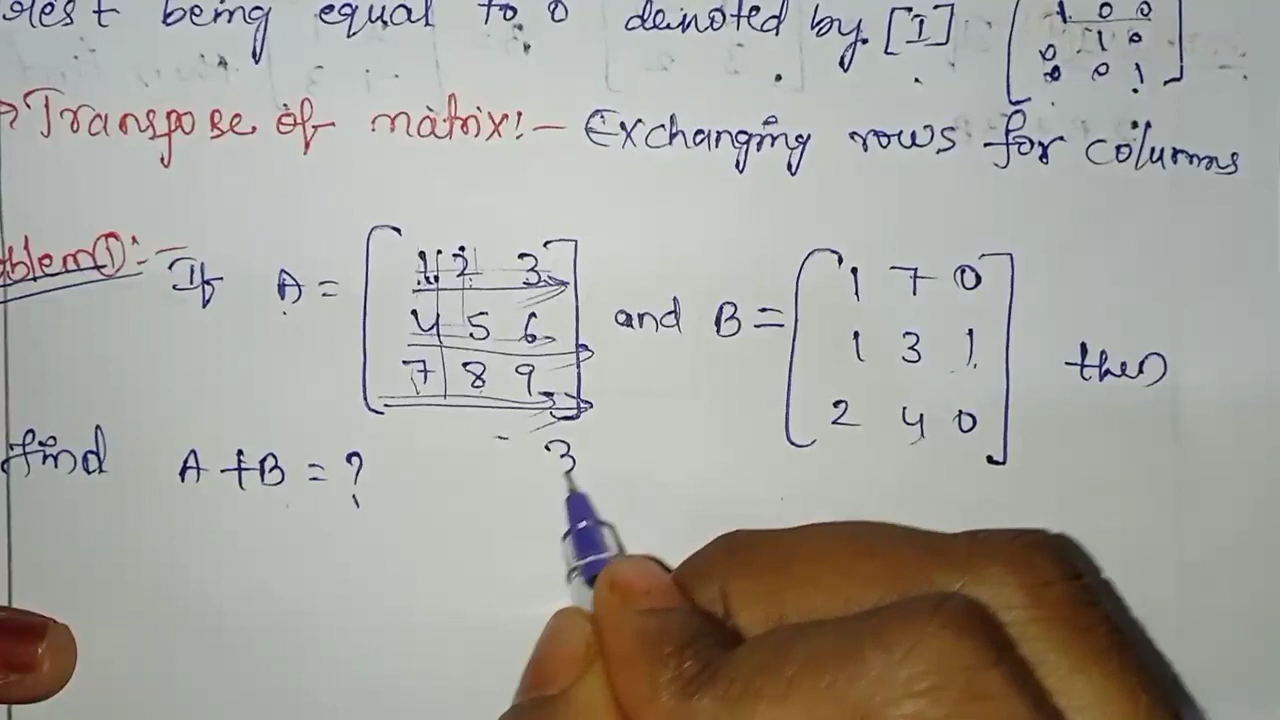 rest being equal to 0 denoted by [I] [1 0 0
0 1 0
0 0 1]
Transpose of matrix:- Exchanging rows for columns
blem ①:- If A = [1 2 3
4 5 6
7 8 9] and B = [1 7 0
1 3 1
2 4 0] then
3
find A+B = ?